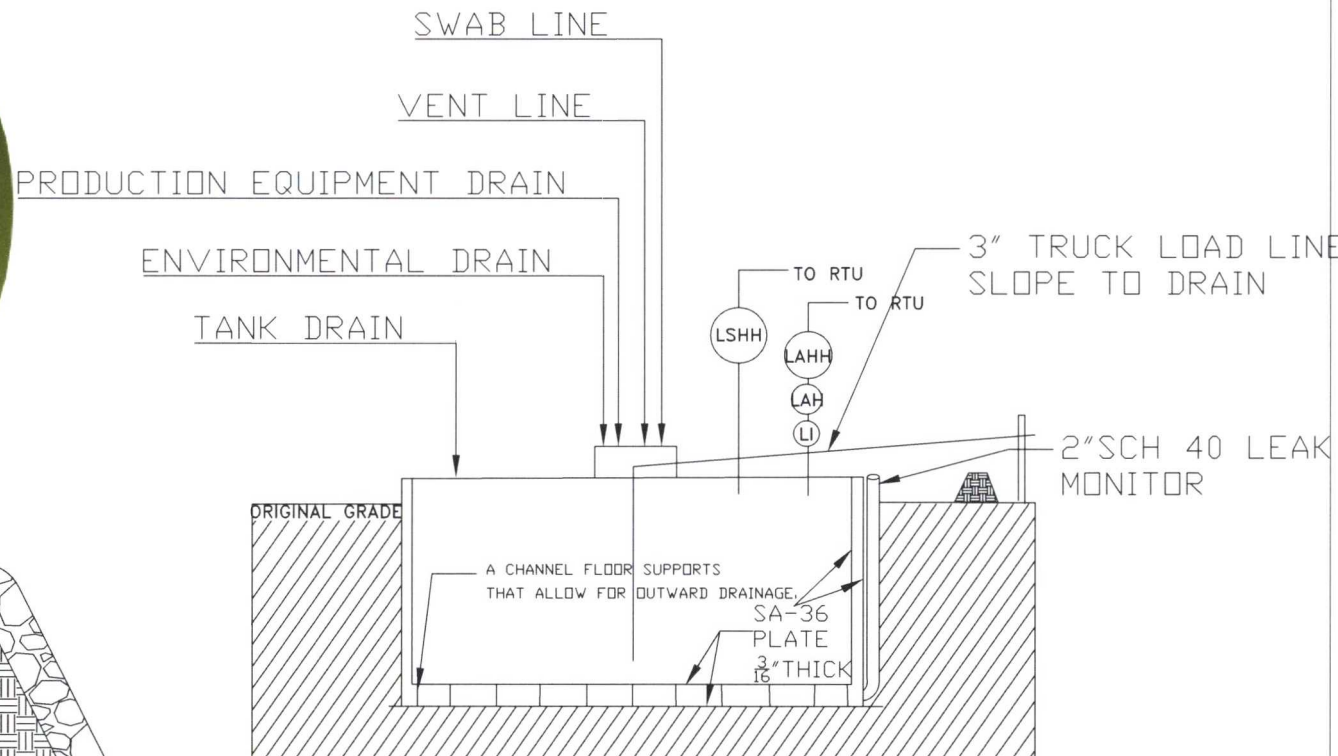 SWAB LINE
VENT LINE
PRODUCTION EQUIPMENT DRAIN
ENVIRONMENTAL DRAIN
TANK DRAIN
TO RTU
TO RTU
LSHH
LAHH
LAH
LI
3" TRUCK LOAD LINE
SLOPE TO DRAIN
2"SCH 40 LEAK
MONITOR
ORIGINAL GRADE
A CHANNEL FLOOR SUPPORTS
THAT ALLOW FOR OUTWARD DRAINAGE.
SA-36
PLATE
3/16"THICK